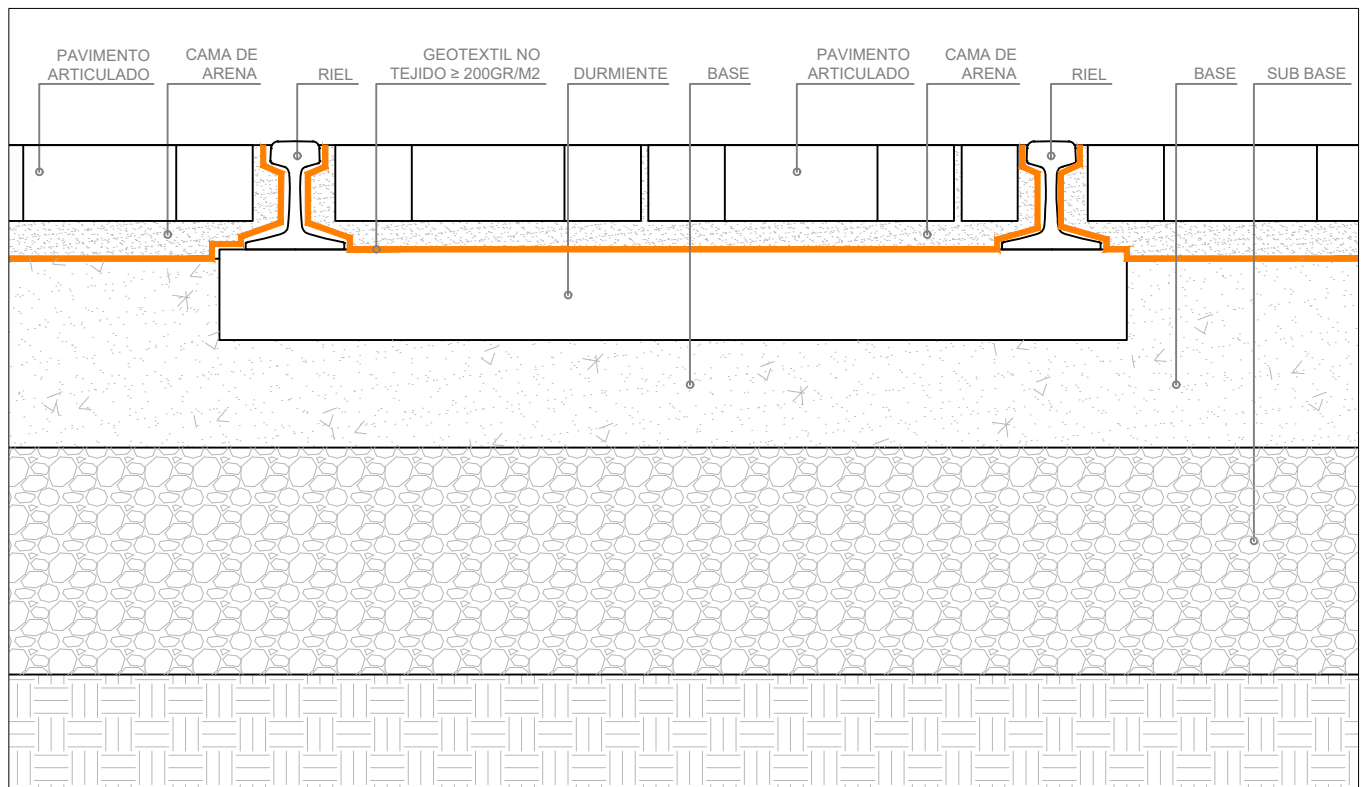 PAVIMENTO
ARTICULADO
CAMA DE
ARENA
RIEL
GEOTEXTIL NO
TEJIDO ≥ 200GR/M2
DURMIENTE
BASE
PAVIMENTO
ARTICULADO
CAMA DE
ARENA
RIEL
BASE
SUB BASE